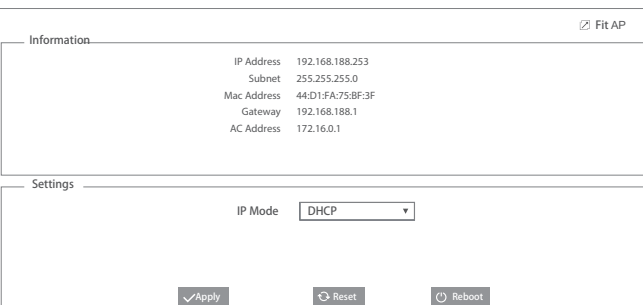 Fit AP
Information
IP Address 192.168.188.253
Subnet 255.255.255.0
Mac Address 44:D1:FA:75:BF:3F
Gateway 192.168.188.1
AC Address 172.16.0.1
Settings
IP Mode DHCP
Apply Reset Reboot